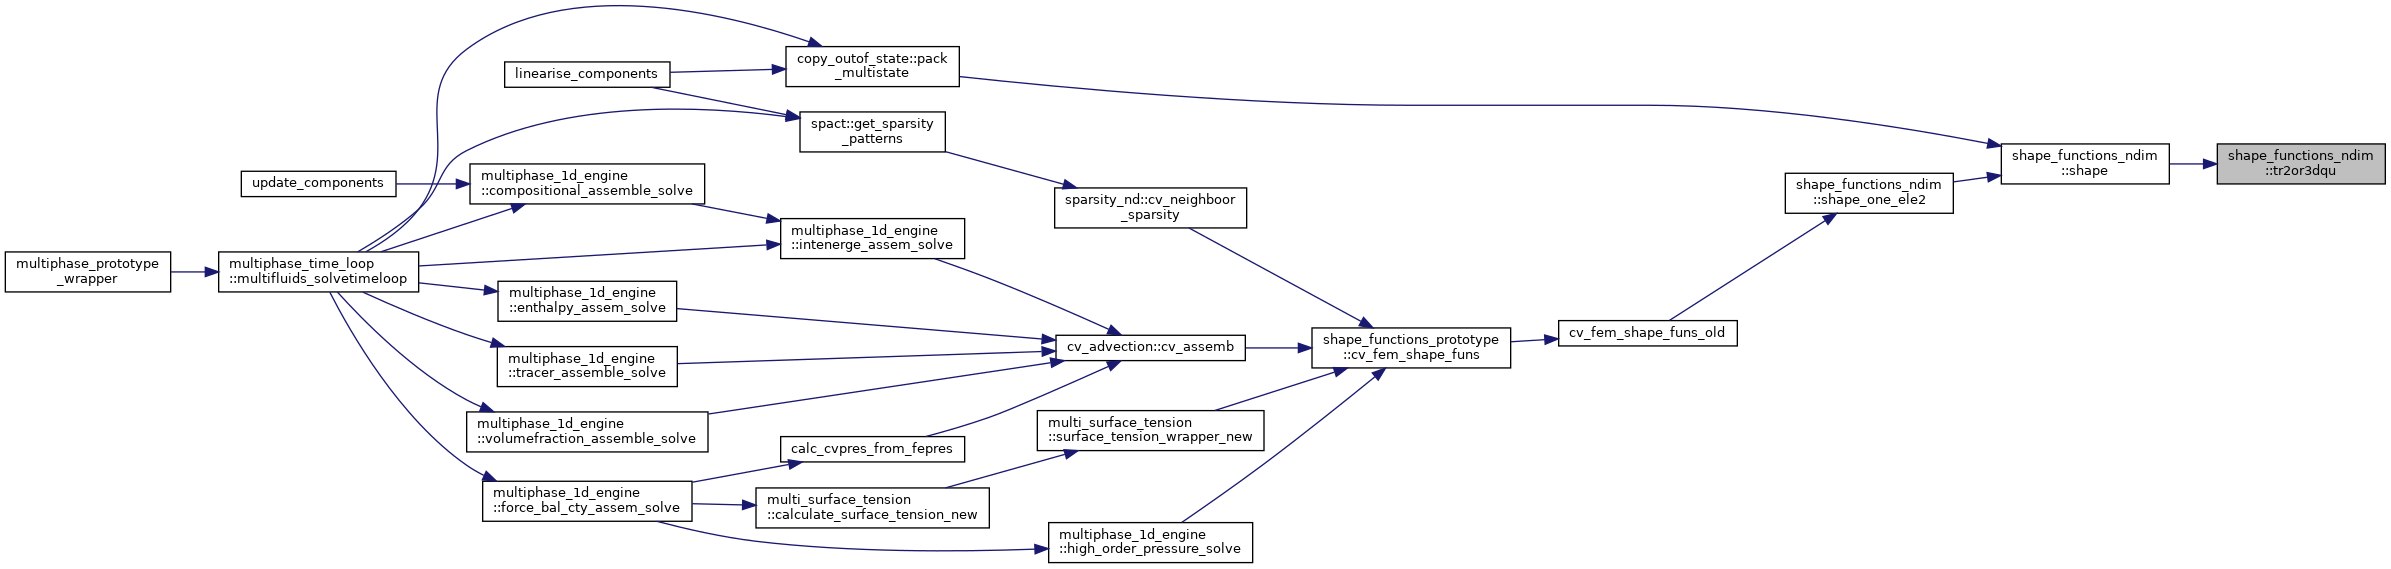 copy_outof_state::pack
_multistate
linearise_components
spact::get_sparsity
_patterns
shape_functions_ndim
::shape
shape_functions_ndim
::tr2or3dqu
update_components
multiphase_1d_engine
::compositional_assemble_solve
shape_functions_ndim
::shape_one_ele2
sparsity_nd::cv_neighboor
_sparsity
multiphase_1d_engine
::intenerge_assem_solve
multiphase_prototype
_wrapper
multiphase_time_loop
::multifluids_solvetimeloop
multiphase_1d_engine
::enthalpy_assem_solve
cv_fem_shape_funs_old
shape_functions_prototype
::cv_fem_shape_funs
cv_advection::cv_assemb
multiphase_1d_engine
::tracer_assemble_solve
multiphase_1d_engine
::volumefraction_assemble_solve
multi_surface_tension
::surface_tension_wrapper_new
calc_cvpres_from_fepres
multiphase_1d_engine
::force_bal_cty_assem_solve
multi_surface_tension
::calculate_surface_tension_new
multiphase_1d_engine
::high_order_pressure_solve